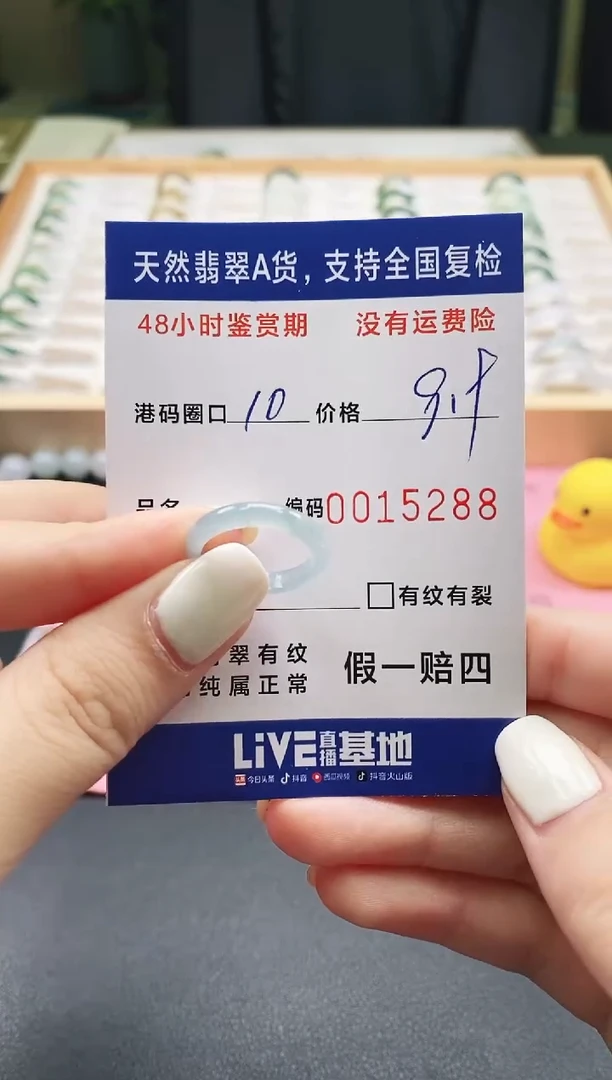 天然翡翠A货，支持全国复检
48小时鉴赏期 没有运费险
港码圈口 10 价格
品名 编码0015288
□有纹有裂
翠有纹
纯属正常 假一赔四
LiVE直播基地
今日头条 抖音 西瓜视频 抖音火山版